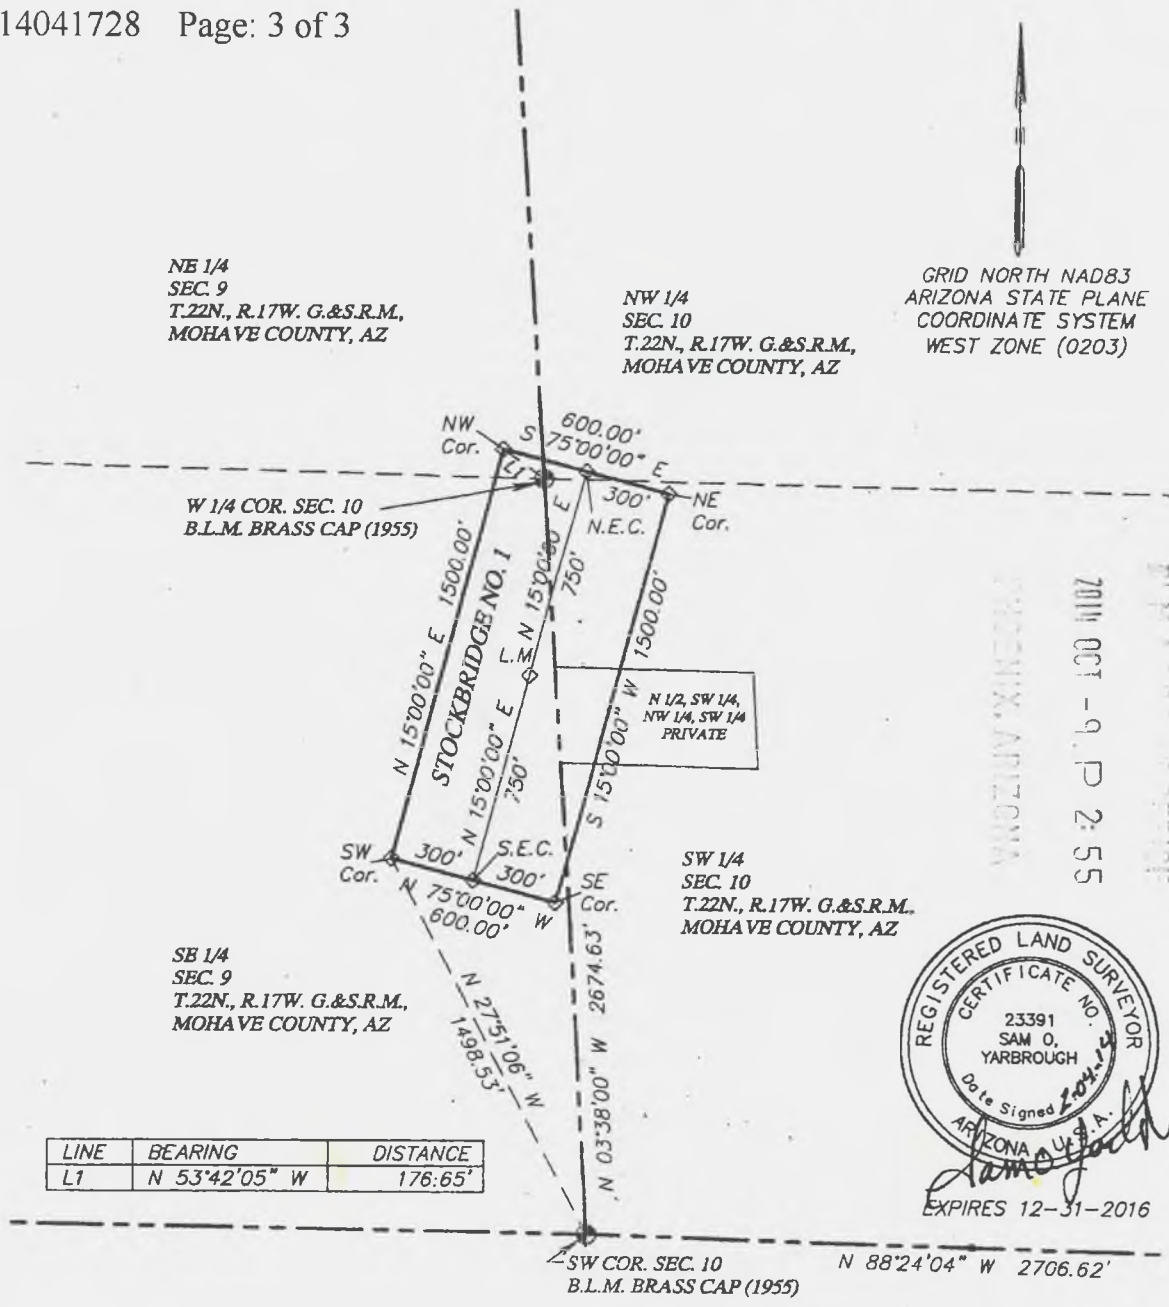 14041728 Page: 3 of 3
NE 1/4
SEC. 9
T.22N., R.17W. G.&S.R.M.,
MOHAVE COUNTY, AZ
NW 1/4
SEC. 10
T.22N., R.17W. G.&S.R.M.,
MOHAVE COUNTY, AZ
GRID NORTH NAD83
ARIZONA STATE PLANE
COORDINATE SYSTEM
WEST ZONE (0203)
NW
Cor.
600.00'
S 75°00'00" E
L1
300'
NE
Cor.
N.E.C.
W 1/4 COR. SEC. 10
B.L.M. BRASS CAP (1955)
N 15°00'00" E 1500.00'
STOCKBRIDGE NO. 1
N 15°00'00" E
750'
L.M
S 15°00'00" W 1500.00'
N 1/2, SW 1/4,
NW 1/4, SW 1/4
PRIVATE
N 15°00'00" E
750'
SW
Cor.
300'
S.E.C.
300'
SE
Cor.
N 75°00'00" W
600.00'
SW 1/4
SEC. 10
T.22N., R.17W. G.&S.R.M.,
MOHAVE COUNTY, AZ
PHOENIX, ARIZONA
2014 OCT -9 P 2:55
SE 1/4
SEC. 9
T.22N., R.17W. G.&S.R.M.,
MOHAVE COUNTY, AZ
N 27°51'06" W
1498.53'
N 03°38'00" W 2674.63'
REGISTERED LAND SURVEYOR
CERTIFICATE NO.
23391
SAM O.
YARBROUGH
Date Signed 2.04.14
ARIZONA U.S.A.
EXPIRES 12-31-2016
LINE BEARING DISTANCE
L1 N 53°42'05" W 176.65'
SW COR. SEC. 10
B.L.M. BRASS CAP (1955)
N 88°24'04" W 2706.62'